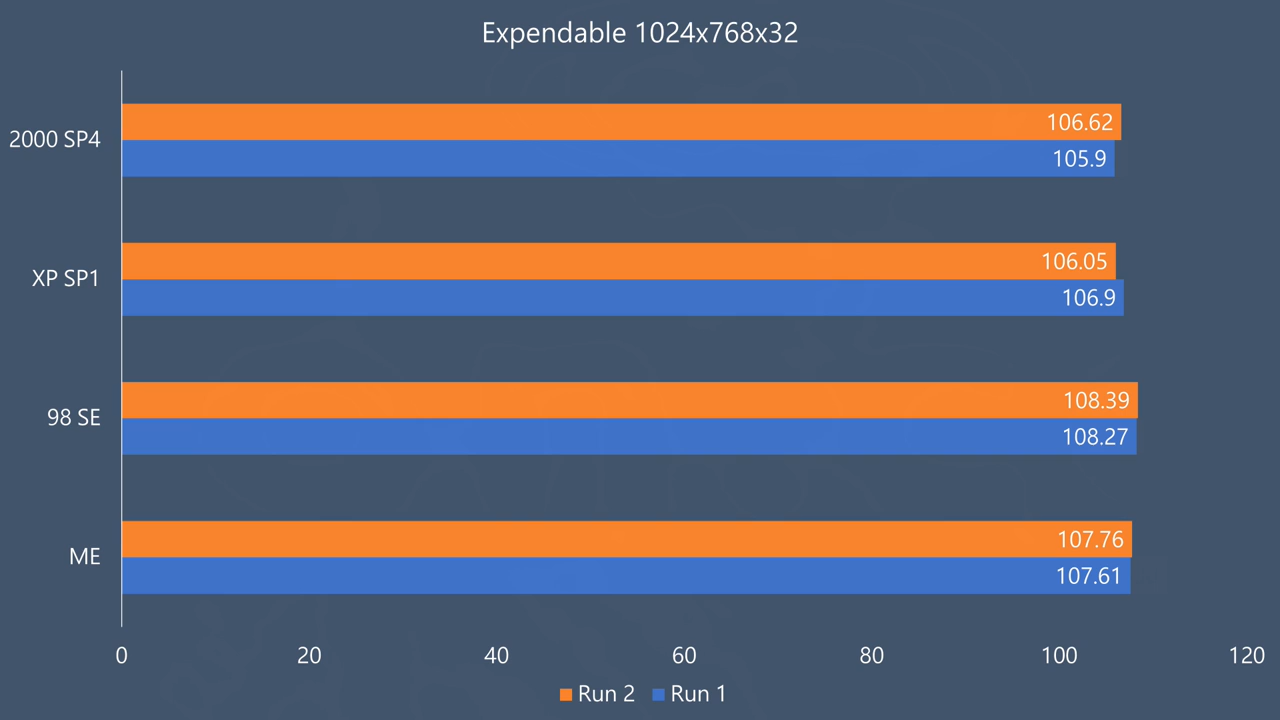 Expendable 1024x768x32
2000 SP4
106.62
105.9
XP SP1
106.05
106.9
98 SE
108.39
108.27
ME
107.76
107.61
0 20 40 60 80 100 120
Run 2 Run 1